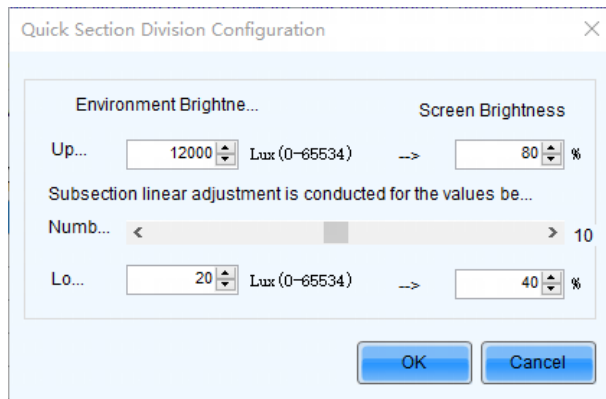 Quick Section Division Configuration
Environment Brightne... Screen Brightness
Up... 12000 Lux(0-65534) --> 80 %
Subsection linear adjustment is conducted for the values be...
Numb... < > 10
Lo... 20 Lux(0-65534) --> 40 %
OK Cancel